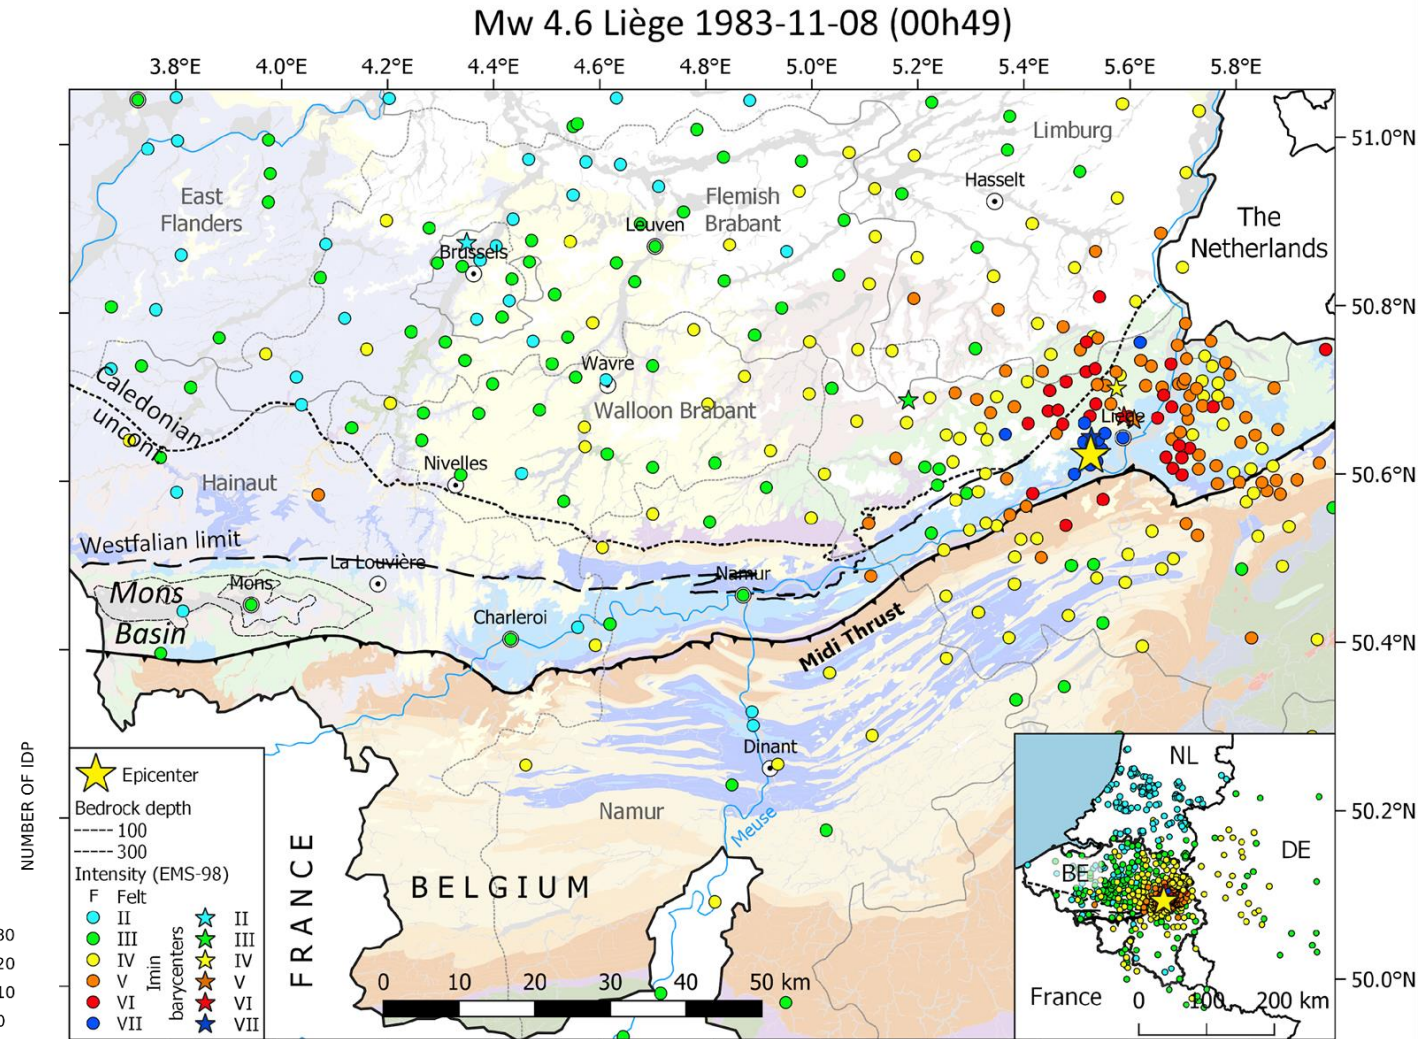 Mw 4.6 Liège 1983-11-08 (00h49)
3.8°E 4.0°E 4.2°E 4.4°E 4.6°E 4.8°E 5.0°E 5.2°E 5.4°E 5.6°E 5.8°E
51.0°N
50.8°N
50.6°N
50.4°N
50.2°N
50.0°N
Limburg
Hasselt
East
Flanders
Flemish
Brabant
Leuven
Brussels
The
Netherlands
Wavre
Walloon Brabant
Liège
Caledonian
unconf.
Nivelles
Hainaut
Westfalian limit
La Louvière
Mons
Basin
Mons
Namur
Charleroi
Midi Thrust
Dinant
Namur
Meuse
BELGIUM
FRANCE
NUMBER OF IDP
30
20
10
0
Epicenter
Bedrock depth
100
300
Intensity (EMS-98)
F Felt
II II
III III
IV IV
V V
VI VI
VII VII
Imin
barycenters
0 10 20 30 40 50 km
NL
DE
BE
France
0 100 200 km